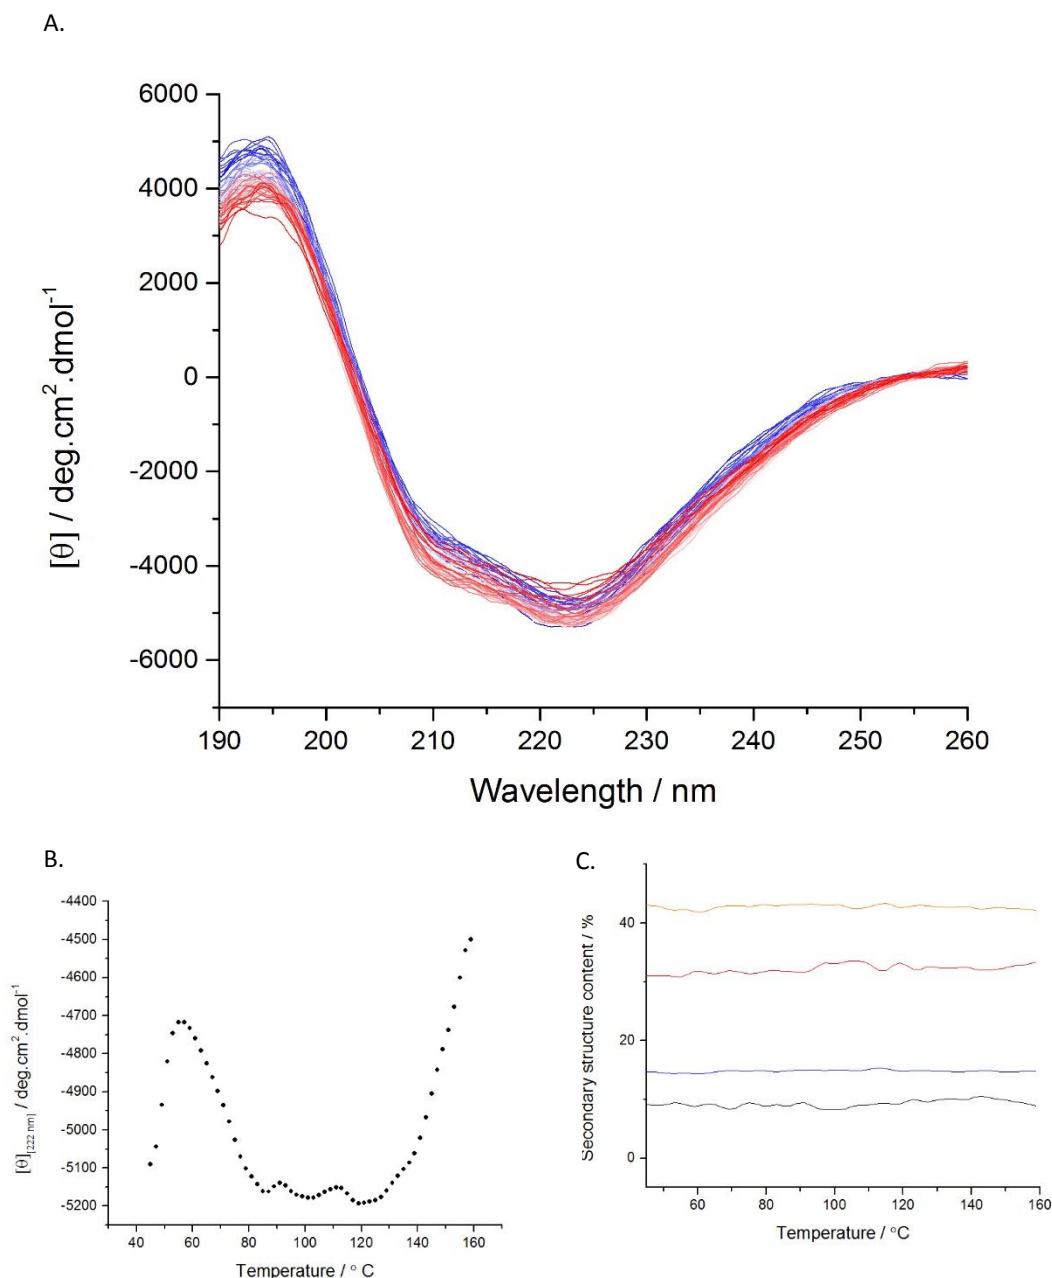 A.
6000
4000
2000
0
-2000
-4000
-6000
[θ] / deg.cm².dmol⁻¹
190 200 210 220 230 240 250 260
Wavelength / nm
B.
-4400
-4500
-4600
-4700
-4800
-4900
-5000
-5100
-5200
[θ][222 nm] / deg.cm².dmol⁻¹
40 60 80 100 120 140 160
Temperature / ° C
C.
40
20
0
Secondary structure content / %
60 80 100 120 140 160
Temperature / °C